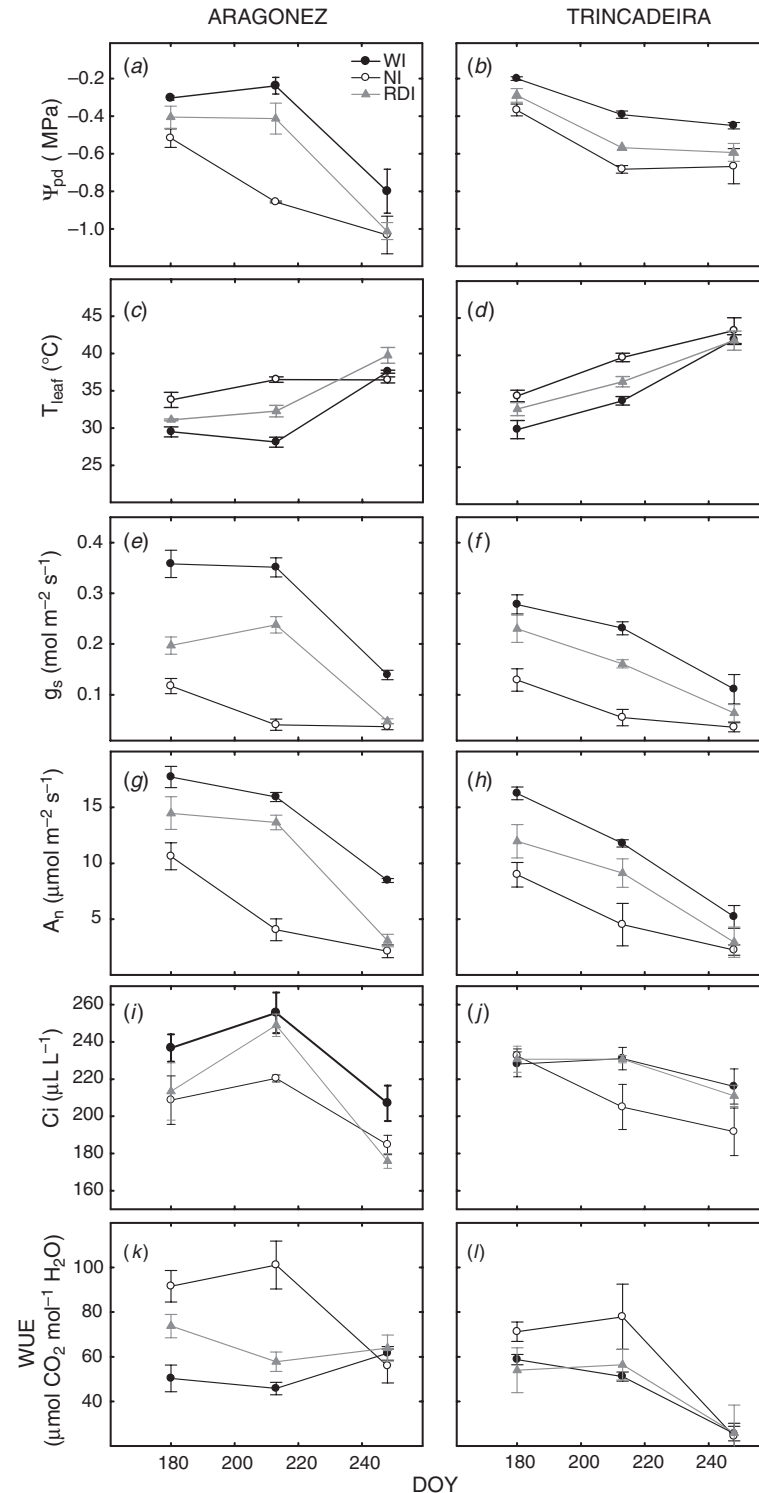 ARAGONEZ TRINCADEIRA
(a) WI NI RDI
(b)
−0.2
−0.4
−0.6
−0.8
−1.0
Ψpd ( MPa)
(c) (d)
45
40
35
30
25
Tleaf (°C)
(e) (f)
0.4
0.3
0.2
0.1
gs (mol m−2 s−1)
(g) (h)
15
10
5
An (μmol m−2 s−1)
(i) (j)
260
240
220
200
180
160
Ci (μL L−1)
(k) (l)
100
80
60
40
WUE
(μmol CO2 mol−1 H2O)
180 200 220 240 180 200 220 240
DOY